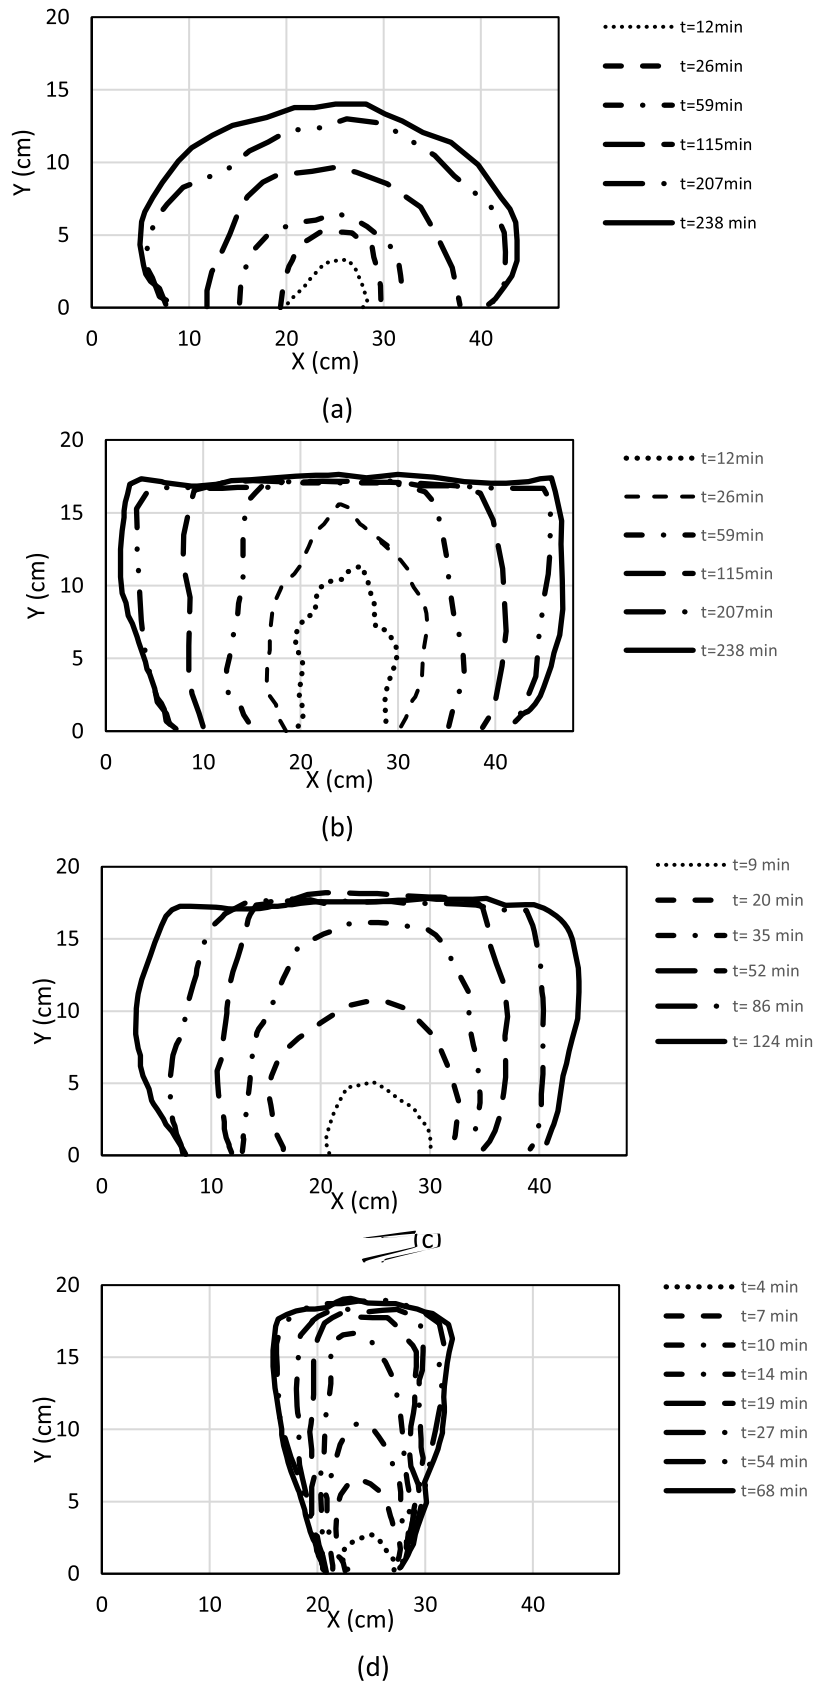 20
15
10
5
0
Y (cm)
0 10 20 30 40
X (cm)
t=12min
t=26min
t=59min
t=115min
t=207min
t=238 min
(a)
20
15
10
5
0
Y (cm)
0 10 20 30 40
X (cm)
t=12min
t=26min
t=59min
t=115min
t=207min
t=238 min
(b)
20
15
10
5
0
Y (cm)
0 10 20 30 40
X (cm)
t=9 min
t= 20 min
t= 35 min
t=52 min
t= 86 min
t= 124 min
(c)
20
15
10
5
0
Y (cm)
0 10 20 30 40
X (cm)
t=4 min
t=7 min
t=10 min
t=14 min
t=19 min
t=27 min
t=54 min
t=68 min
(d)